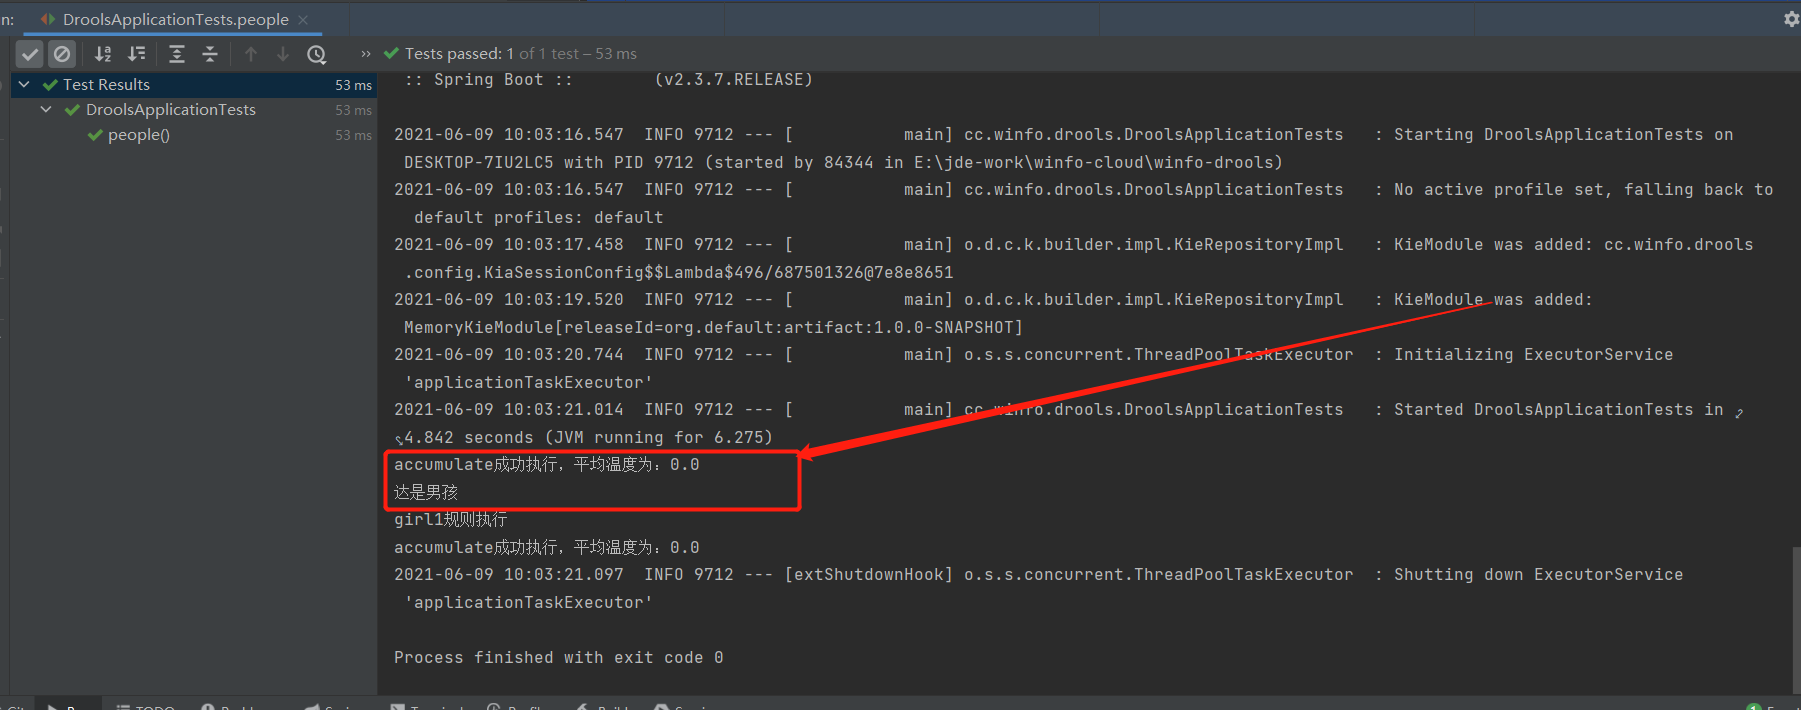 n:
DroolsApplicationTests.people
Tests passed: 1 of 1 test – 53 ms
Test Results 53 ms
DroolsApplicationTests 53 ms
people() 53 ms
:: Spring Boot :: (v2.3.7.RELEASE)
2021-06-09 10:03:16.547 INFO 9712 --- [ main] cc.winfo.drools.DroolsApplicationTests : Starting DroolsApplicationTests on
DESKTOP-7IU2LC5 with PID 9712 (started by 84344 in E:\jde-work\winfo-cloud\winfo-drools)
2021-06-09 10:03:16.547 INFO 9712 --- [ main] cc.winfo.drools.DroolsApplicationTests : No active profile set, falling back to
default profiles: default
2021-06-09 10:03:17.458 INFO 9712 --- [ main] o.d.c.k.builder.impl.KieRepositoryImpl : KieModule was added: cc.winfo.drools
.config.KiaSessionConfig$$Lambda$496/687501326@7e8e8651
2021-06-09 10:03:19.520 INFO 9712 --- [ main] o.d.c.k.builder.impl.KieRepositoryImpl : KieModule was added:
MemoryKieModule[releaseId=org.default:artifact:1.0.0-SNAPSHOT]
2021-06-09 10:03:20.744 INFO 9712 --- [ main] o.s.s.concurrent.ThreadPoolTaskExecutor : Initializing ExecutorService
'applicationTaskExecutor'
2021-06-09 10:03:21.014 INFO 9712 --- [ main] cc.winfo.drools.DroolsApplicationTests : Started DroolsApplicationTests in
4.842 seconds (JVM running for 6.275)
accumulate成功执行，平均温度为：0.0
达是男孩
girl1规则执行
accumulate成功执行，平均温度为：0.0
2021-06-09 10:03:21.097 INFO 9712 --- [extShutdownHook] o.s.s.concurrent.ThreadPoolTaskExecutor : Shutting down ExecutorService
'applicationTaskExecutor'
Process finished with exit code 0
TODO